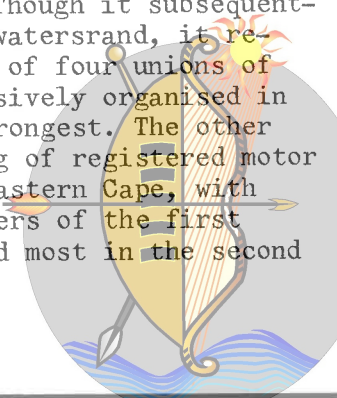 Though it subsequent-
watersrand, it re-
of four unions of
sively organised in
rongest. The other
g of registered motor
astern Cape, with
ers of the first
d most in the second